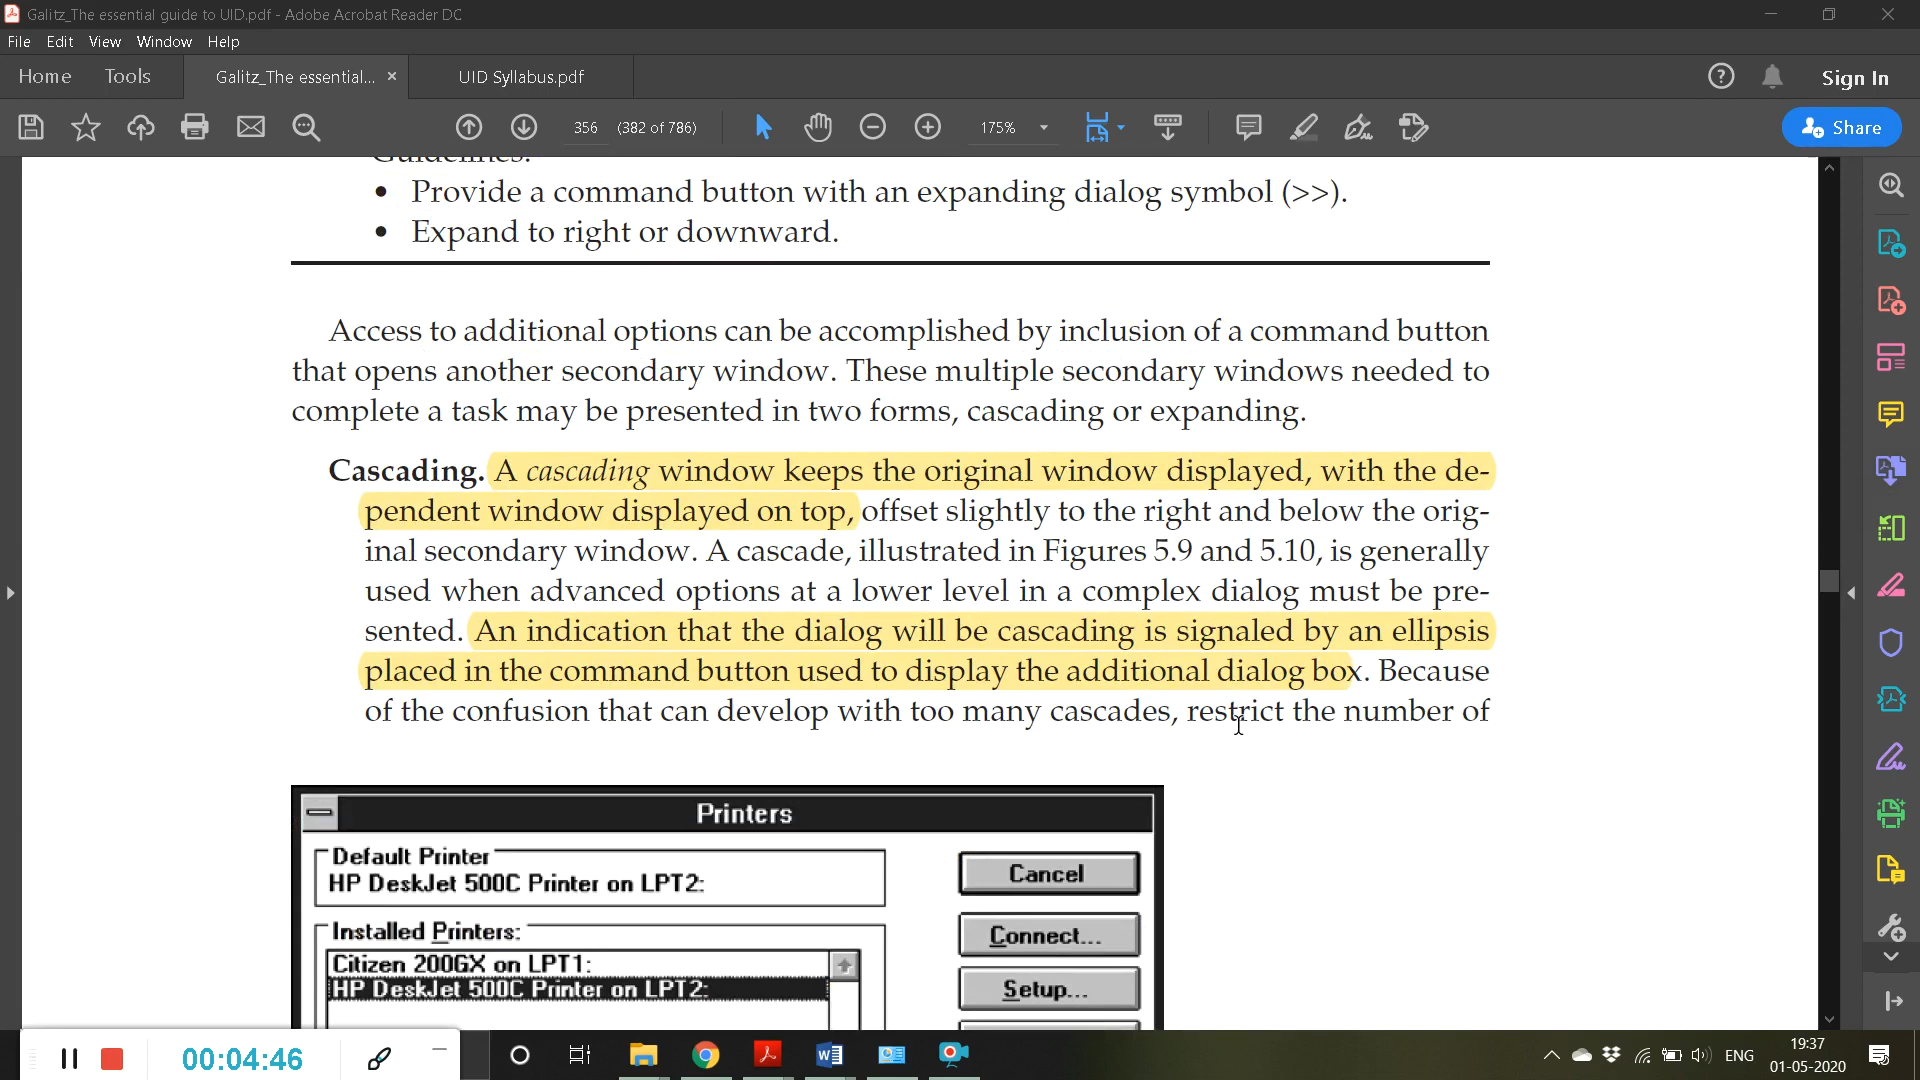 Galitz_The essential guide to UID.pdf - Adobe Acrobat Reader DC
File Edit View Window Help
Home Tools Galitz_The essential... × UID Syllabus.pdf Sign In
356 (382 of 786) 175% Share
Guidelines:
• Provide a command button with an expanding dialog symbol (>>).
• Expand to right or downward.
Access to additional options can be accomplished by inclusion of a command button
that opens another secondary window. These multiple secondary windows needed to
complete a task may be presented in two forms, cascading or expanding.
Cascading. A cascading window keeps the original window displayed, with the de-
pendent window displayed on top, offset slightly to the right and below the orig-
inal secondary window. A cascade, illustrated in Figures 5.9 and 5.10, is generally
used when advanced options at a lower level in a complex dialog must be pre-
sented. An indication that the dialog will be cascading is signaled by an ellipsis
placed in the command button used to display the additional dialog box. Because
of the confusion that can develop with too many cascades, restrict the number of
Printers
Default Printer
HP DeskJet 500C Printer on LPT2:
Cancel
Installed Printers:
Connect...
Citizen 200GX on LPT1:
HP DeskJet 500C Printer on LPT2:
Setup...
00:04:46
ENG
19:37
01-05-2020